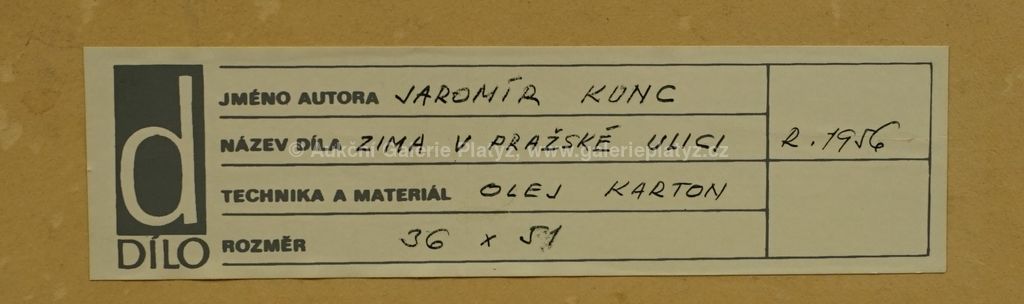 d
DÍLO
JMÉNO AUTORA JAROMÍR KUNC
NÁZEV DÍLA ZIMA V PRAŽSKÉ ULICI R. 1956
© Aukční Galerie Platýz, www.galerieplatyz.cz
TECHNIKA A MATERIÁL OLEJ KARTON
ROZMĚR 36 x 51